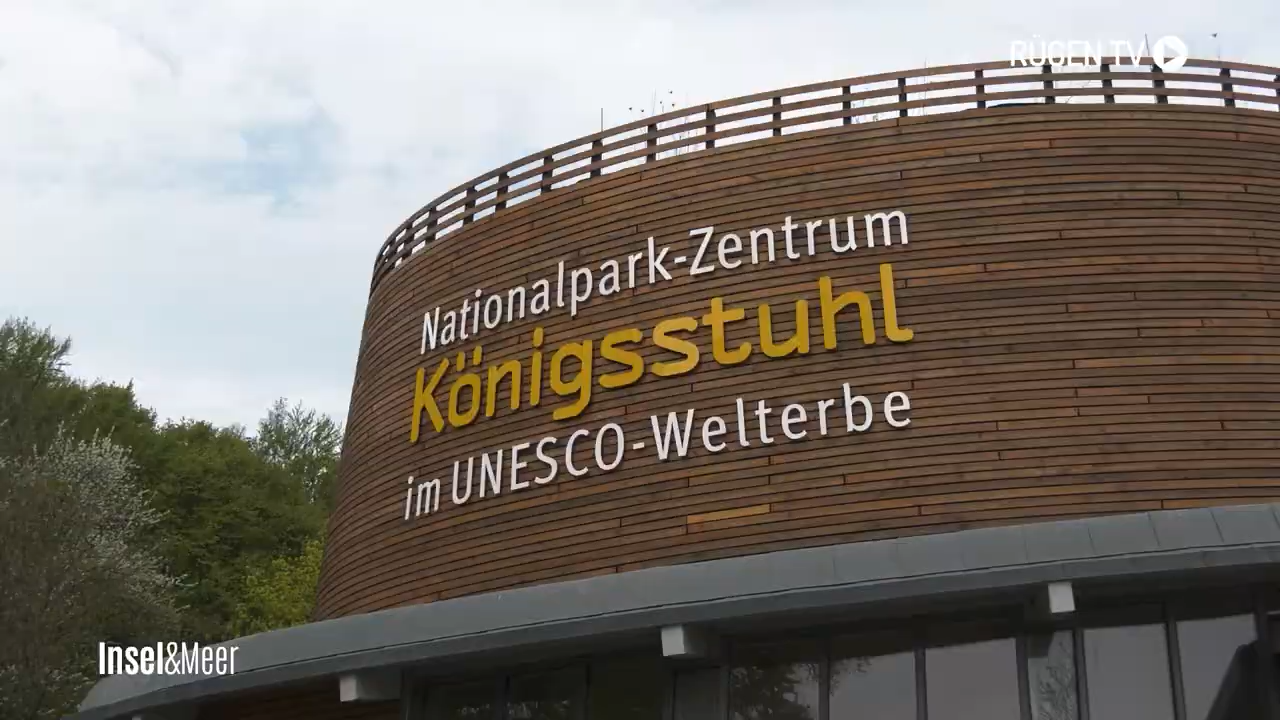 RÜGEN TV
Nationalpark-Zentrum
Königsstuhl
im UNESCO-Welterbe
Insel&Meer